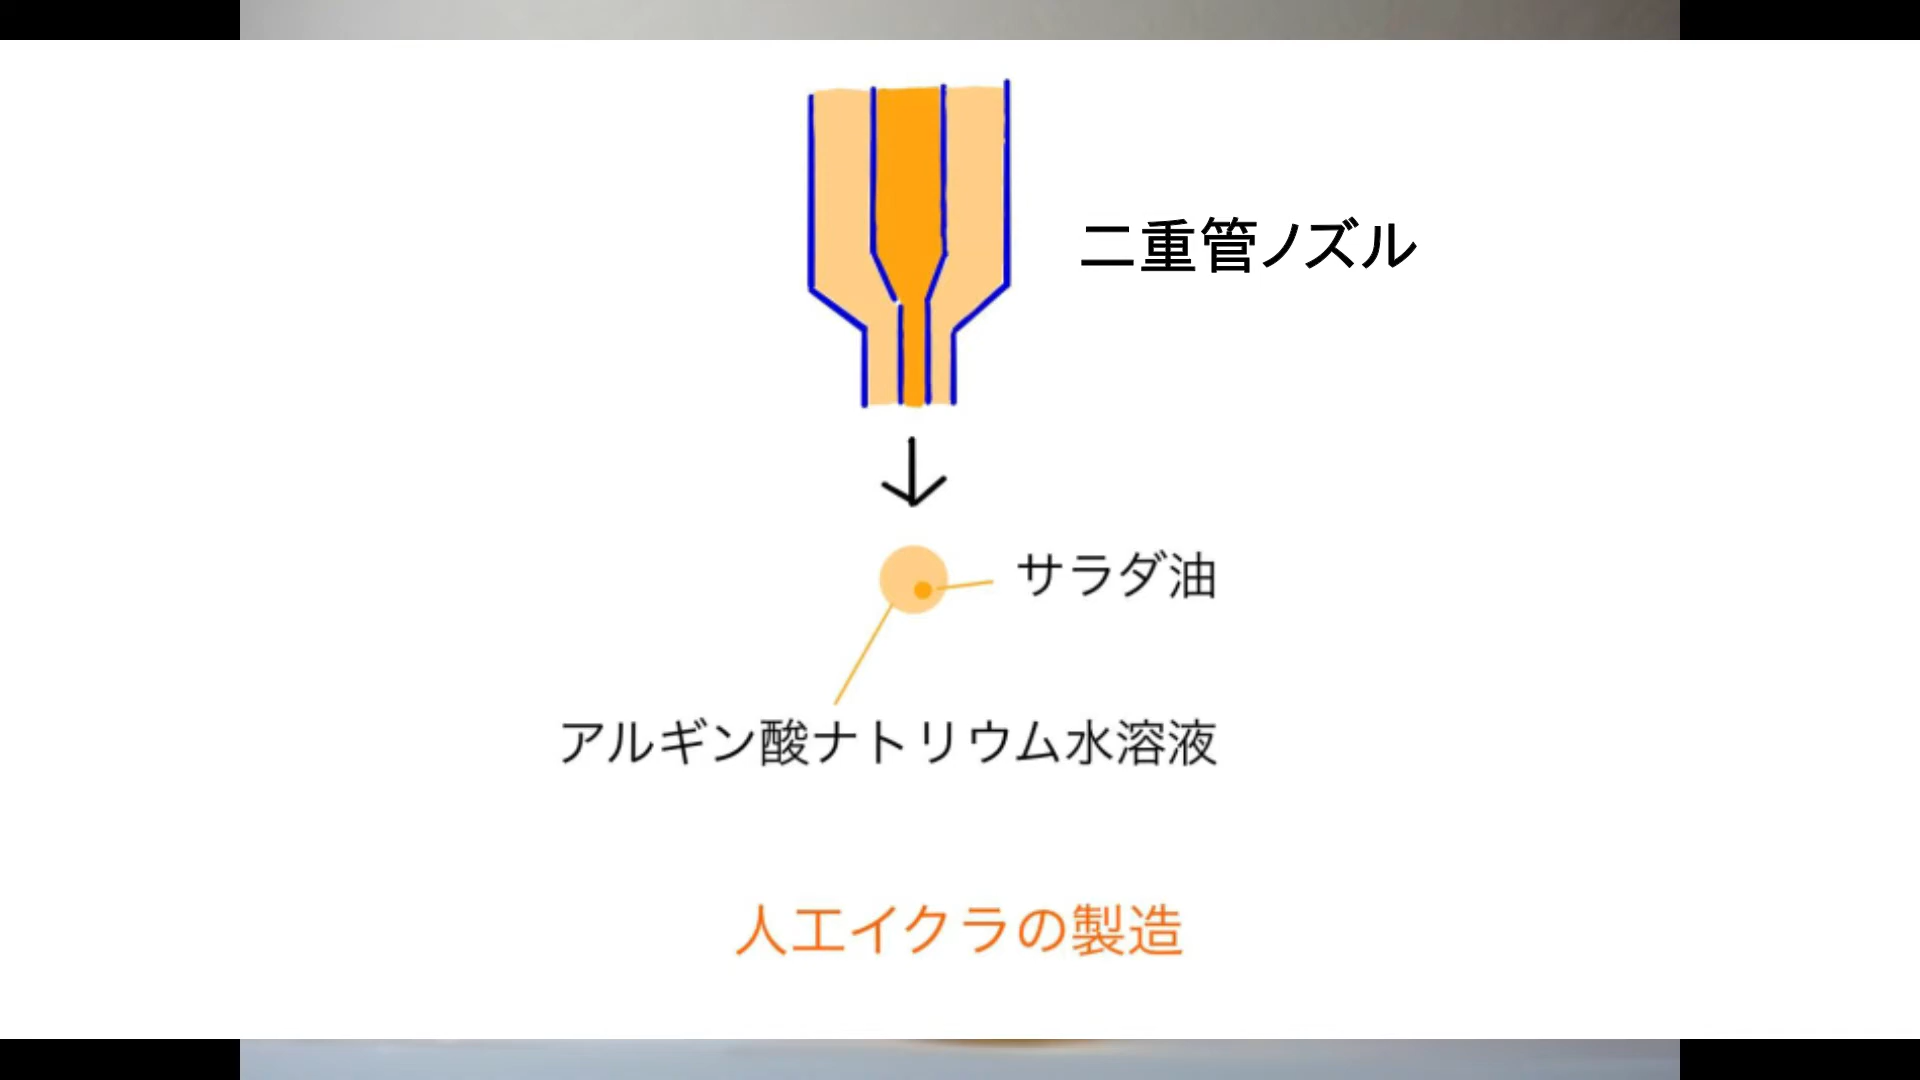 二重管ノズル
サラダ油
アルギン酸ナトリウム水溶液
人工イクラの製造